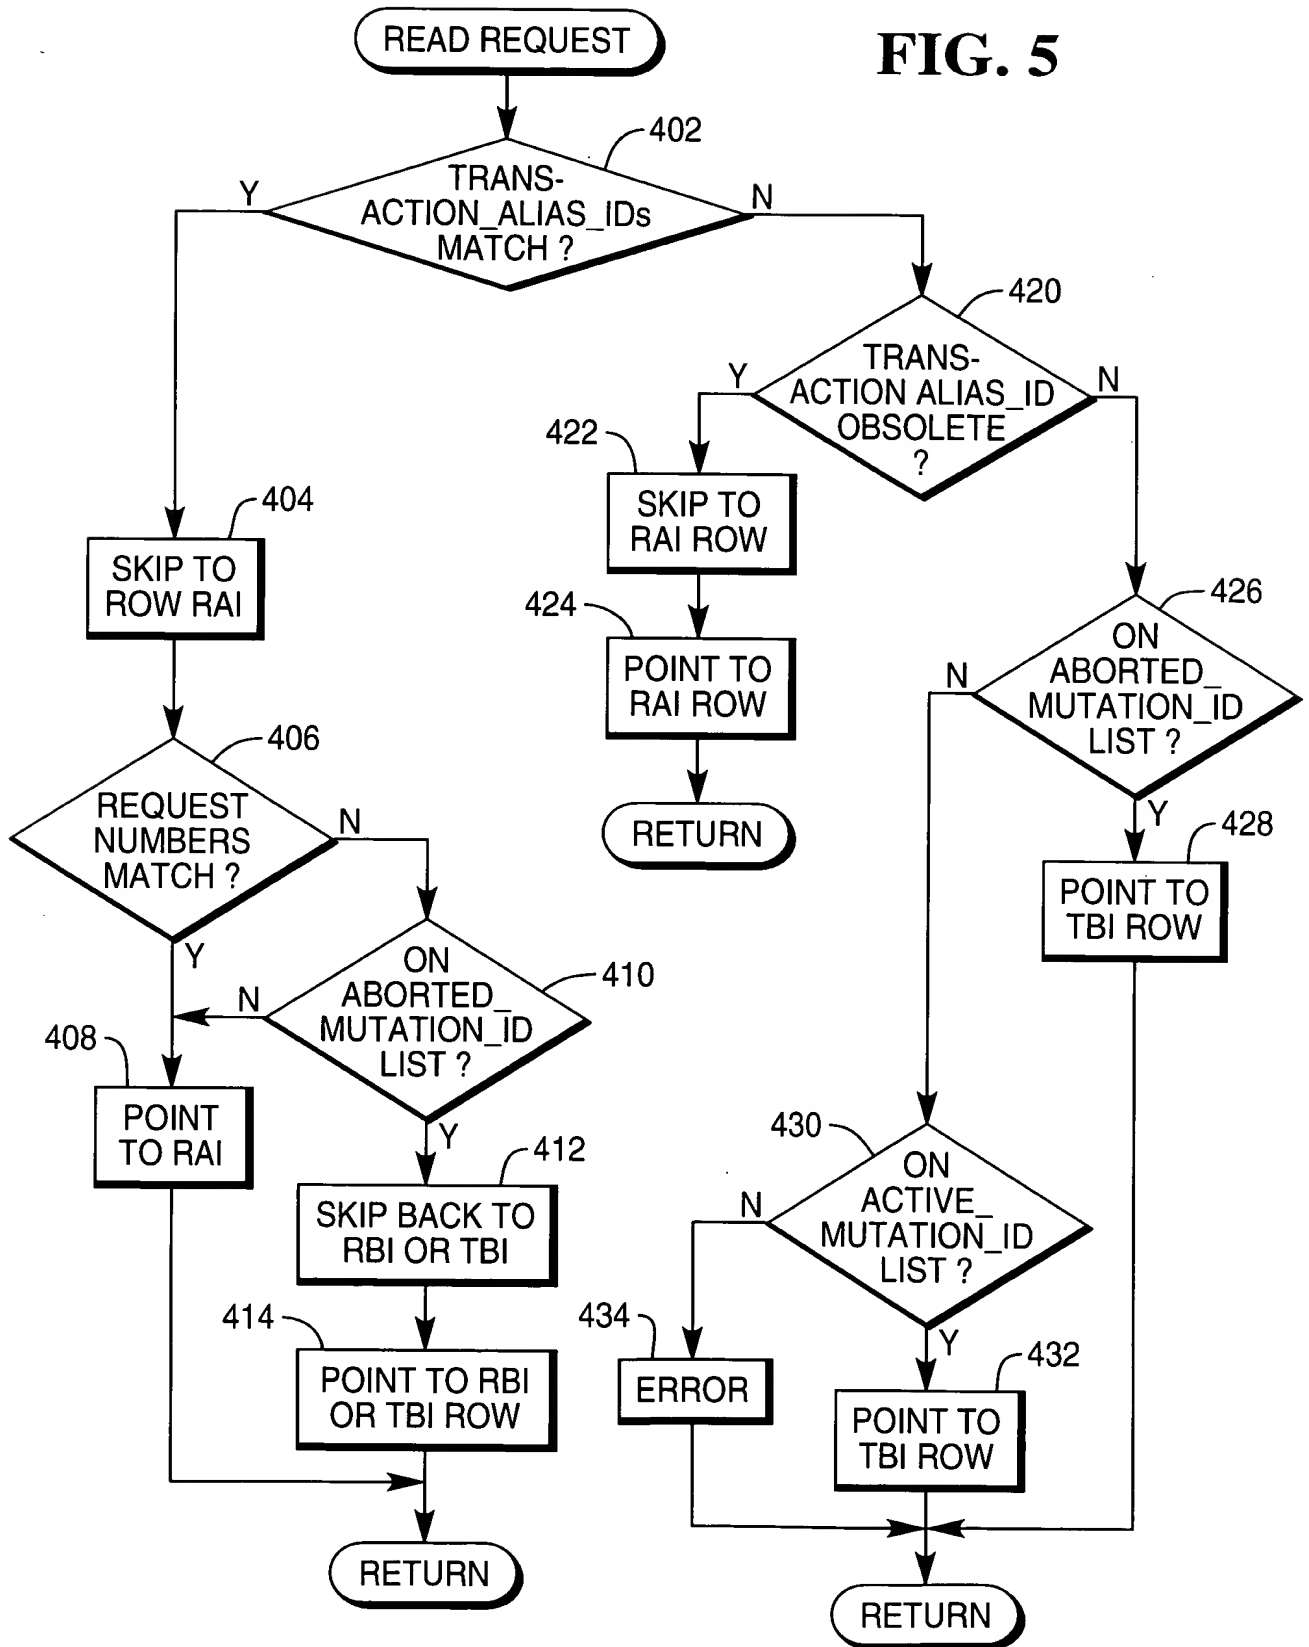 READ REQUEST
FIG. 5
402
TRANS-
ACTION_ALIAS_IDs
MATCH ?
Y
N
420
TRANS-
ACTION ALIAS_ID
OBSOLETE
?
Y
N
422
SKIP TO
RAI ROW
424
POINT TO
RAI ROW
RETURN
404
SKIP TO
ROW RAI
406
REQUEST
NUMBERS
MATCH ?
N
Y
426
ON
ABORTED_
MUTATION_ID
LIST ?
N
Y
428
POINT TO
TBI ROW
410
ON
ABORTED_
MUTATION_ID
LIST ?
N
Y
408
POINT
TO RAI
412
SKIP BACK TO
RBI OR TBI
414
POINT TO RBI
OR TBI ROW
RETURN
430
ON
ACTIVE_
MUTATION_ID
LIST ?
N
Y
434
ERROR
432
POINT TO
TBI ROW
RETURN